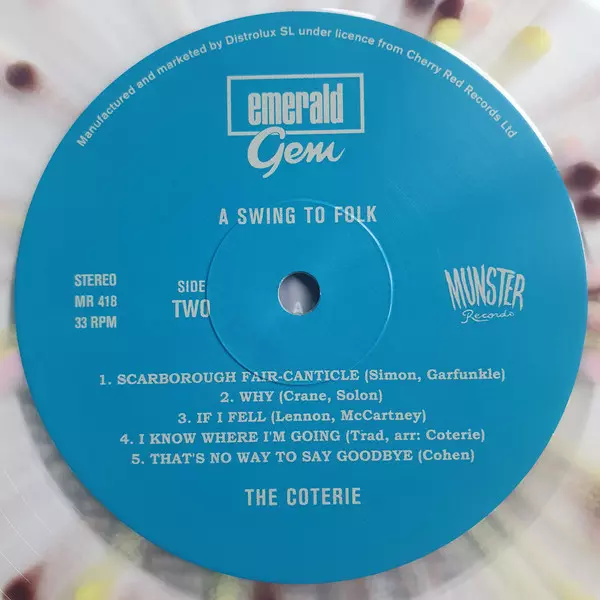 Manufactured and marketed by Distrolux SL under licence from Cherry Red Records Ltd
emerald
Gem
A SWING TO FOLK
STEREO
MR 418
33 RPM
SIDE
TWO
A
MUNSTER
Records
1. SCARBOROUGH FAIR-CANTICLE (Simon, Garfunkle)
2. WHY (Crane, Solon)
3. IF I FELL (Lennon, McCartney)
4. I KNOW WHERE I'M GOING (Trad, arr: Coterie)
5. THAT'S NO WAY TO SAY GOODBYE (Cohen)
THE COTERIE